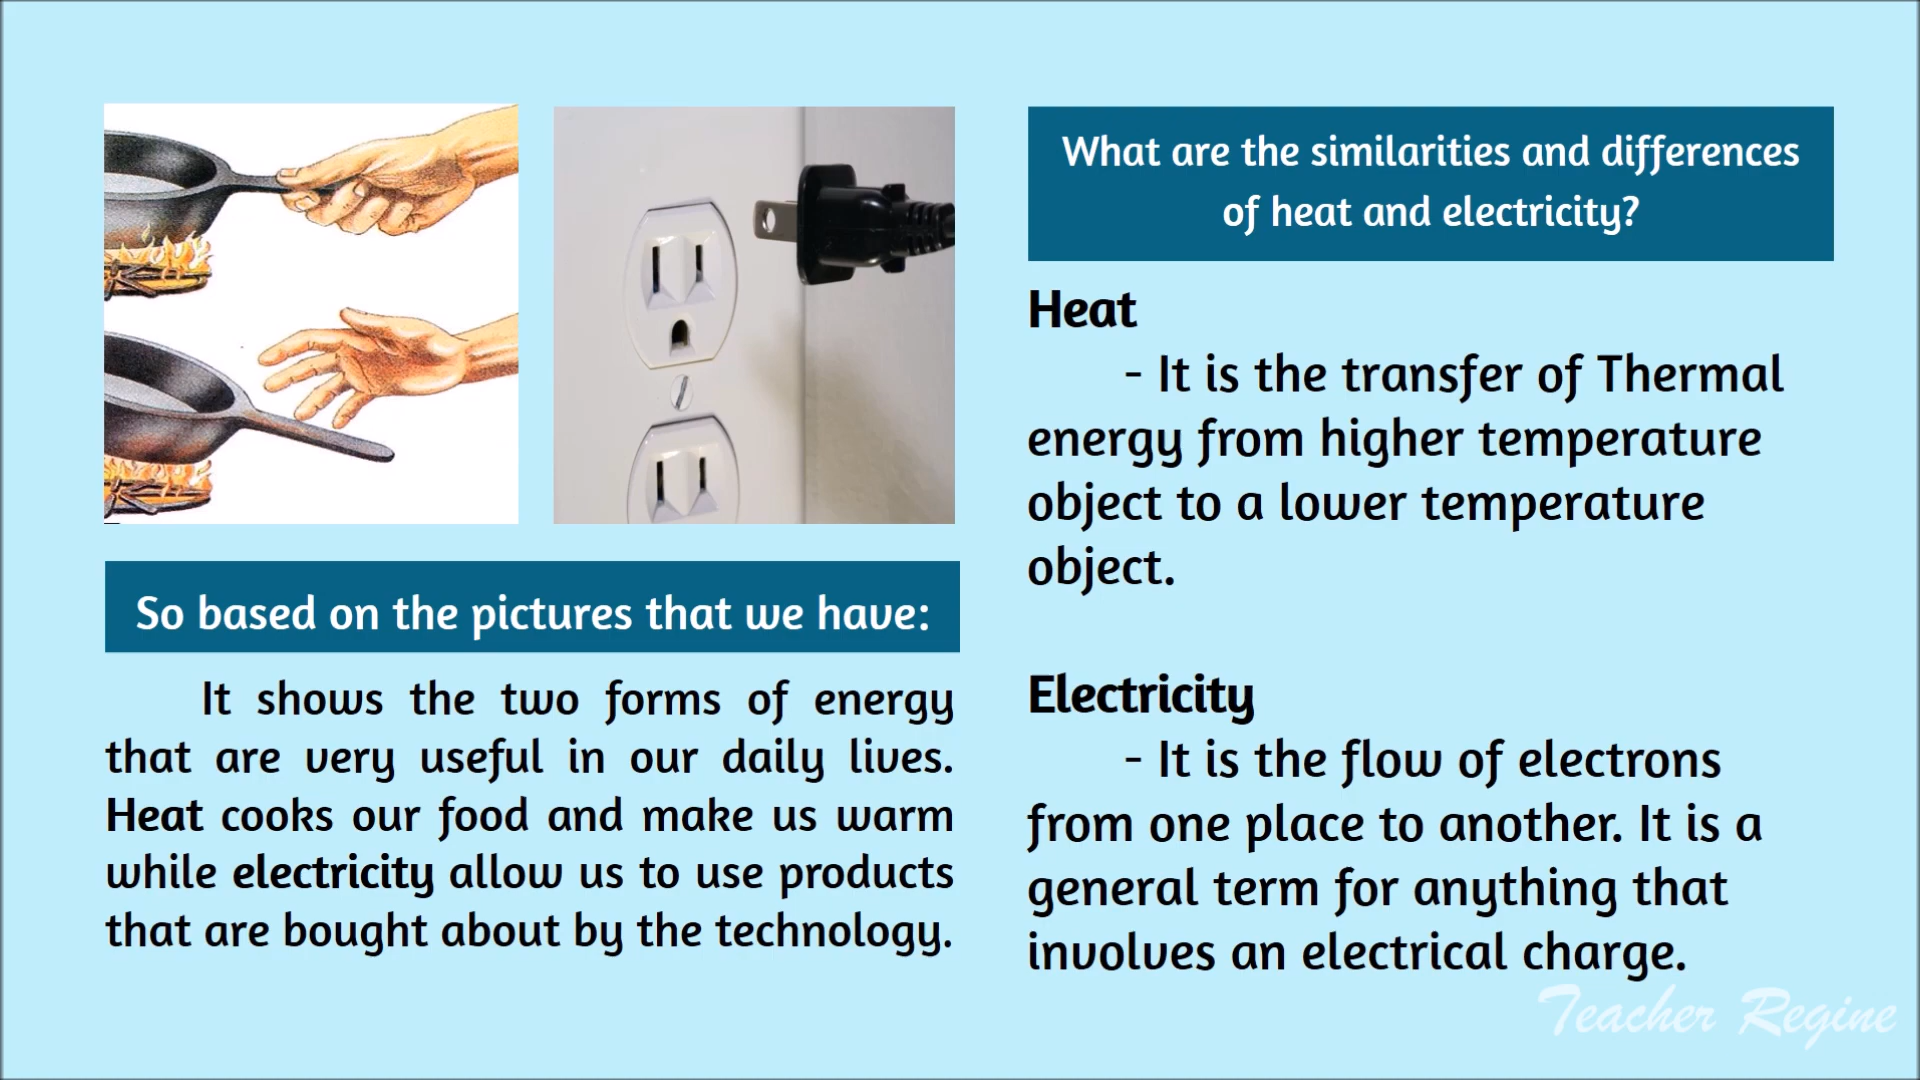 So based on the pictures that we have:
It shows the two forms of energy
that are very useful in our daily lives.
Heat cooks our food and make us warm
while electricity allow us to use products
that are bought about by the technology.
What are the similarities and differences
of heat and electricity?
Heat
- It is the transfer of Thermal
energy from higher temperature
object to a lower temperature
object.
Electricity
- It is the flow of electrons
from one place to another. It is a
general term for anything that
involves an electrical charge.
Teacher Regine